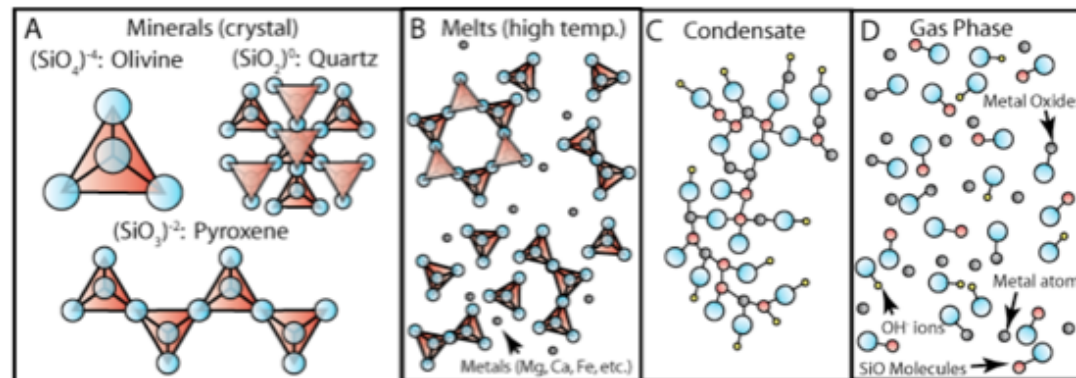 A
Minerals (crystal)
(SiO₄)⁻⁴: Olivine
(SiO₂)⁰: Quartz
(SiO₃)⁻²: Pyroxene
B
Melts (high temp.)
Metals (Mg, Ca, Fe, etc.)
C
Condensate
D
Gas Phase
Metal Oxide
Metal atom
OH⁻ ions
SiO Molecules